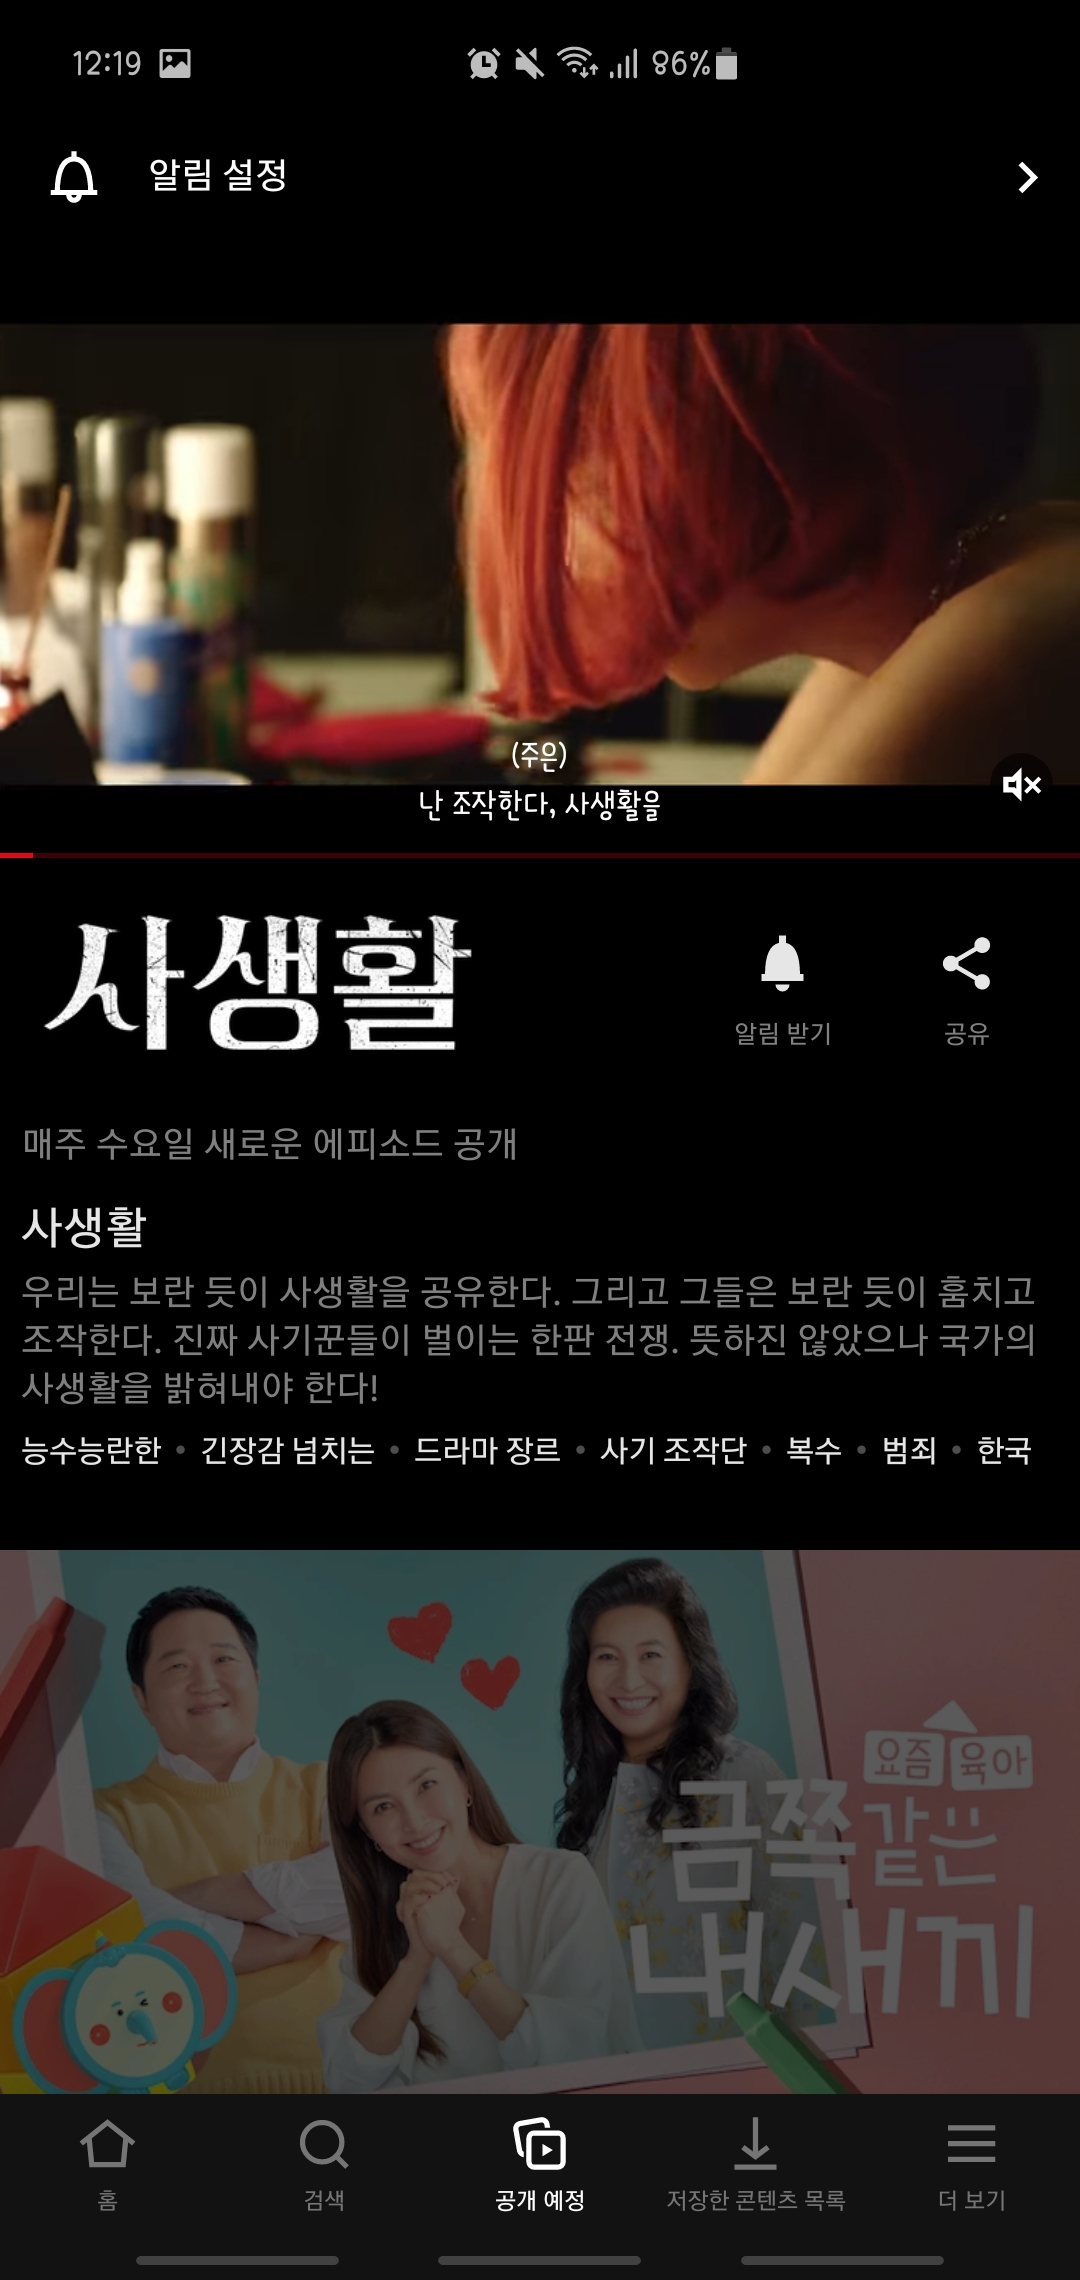 12:19
86%
알림 설정
(주은)
난 조작한다, 사생활을
사생활
알림 받기
공유
매주 수요일 새로운 에피소드 공개
사생활
우리는 보란 듯이 사생활을 공유한다. 그리고 그들은 보란 듯이 훔치고
조작한다. 진짜 사기꾼들이 벌이는 한판 전쟁. 뜻하진 않았으나 국가의
사생활을 밝혀내야 한다!
능수능란한 • 긴장감 넘치는 • 드라마 장르 • 사기 조작단 • 복수 • 범죄 • 한국
요즘 육아
금쪽같은
내새끼
홈
검색
공개 예정
저장한 콘텐츠 목록
더 보기